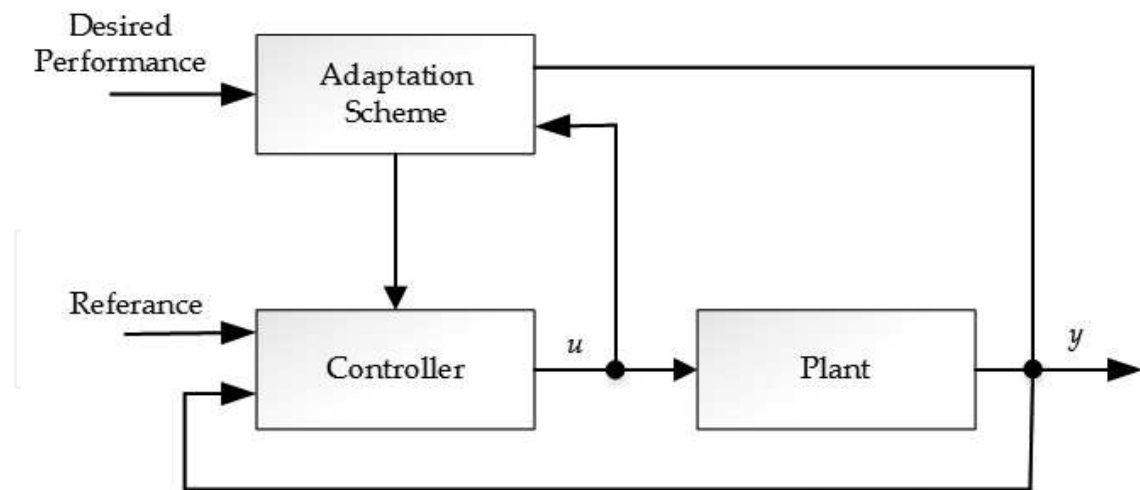 Desired
Performance
Adaptation
Scheme
Referance
Controller
u
Plant
y